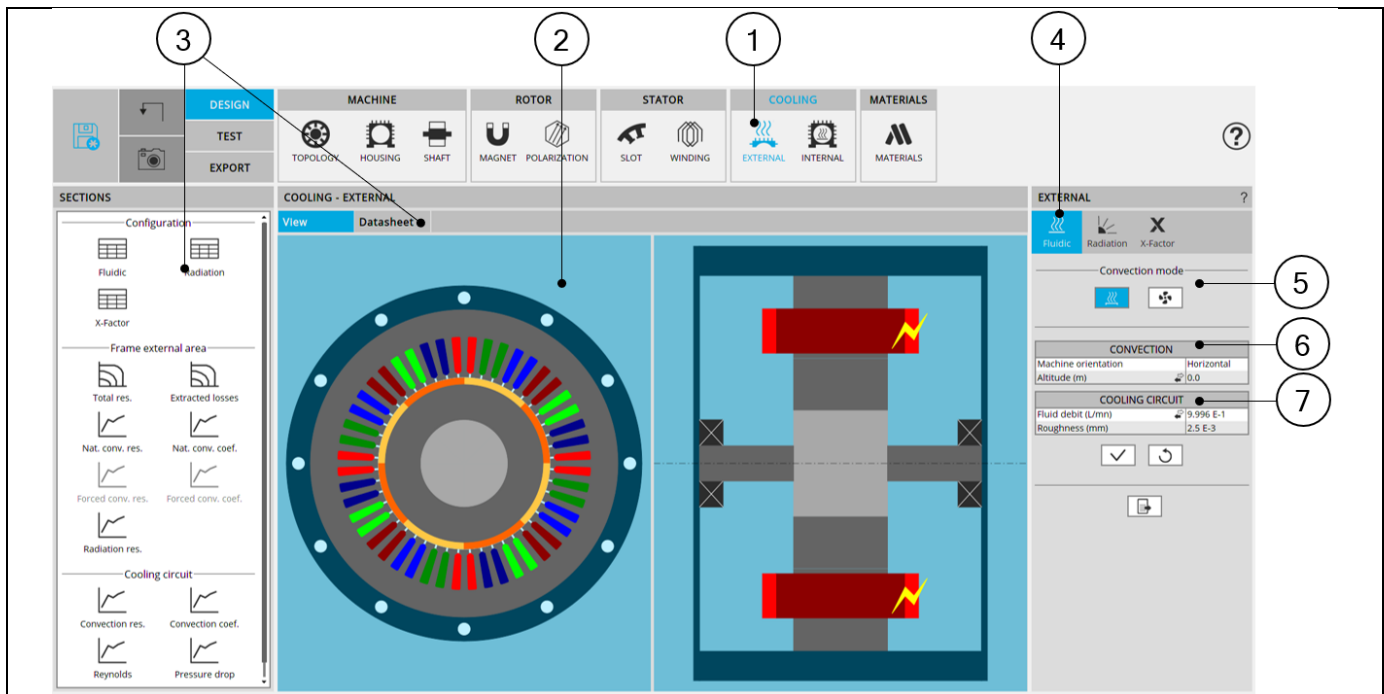 3
2
1
4
DESIGN
TEST
EXPORT
MACHINE
ROTOR
STATOR
COOLING
MATERIALS
TOPOLOGY
HOUSING
SHAFT
MAGNET
POLARIZATION
SLOT
WINDING
EXTERNAL
INTERNAL
MATERIALS
?
SECTIONS
COOLING - EXTERNAL
EXTERNAL
?
View
Datasheet
Configuration
Fluidic
Radiation
X-Factor
Frame external area
Total res.
Extracted losses
Nat. conv. res.
Nat. conv. coef.
Forced conv. res.
Forced conv. coef.
Radiation res.
Cooling circuit
Convection res.
Convection coef.
Reynolds
Pressure drop
Fluidic
Radiation
X-Factor
Convection mode
5
CONVECTION
6
Machine orientation Horizontal
Altitude (m) 0.0
COOLING CIRCUIT
7
Fluid debit (L/mn) 9.996 E-1
Roughness (mm) 2.5 E-3